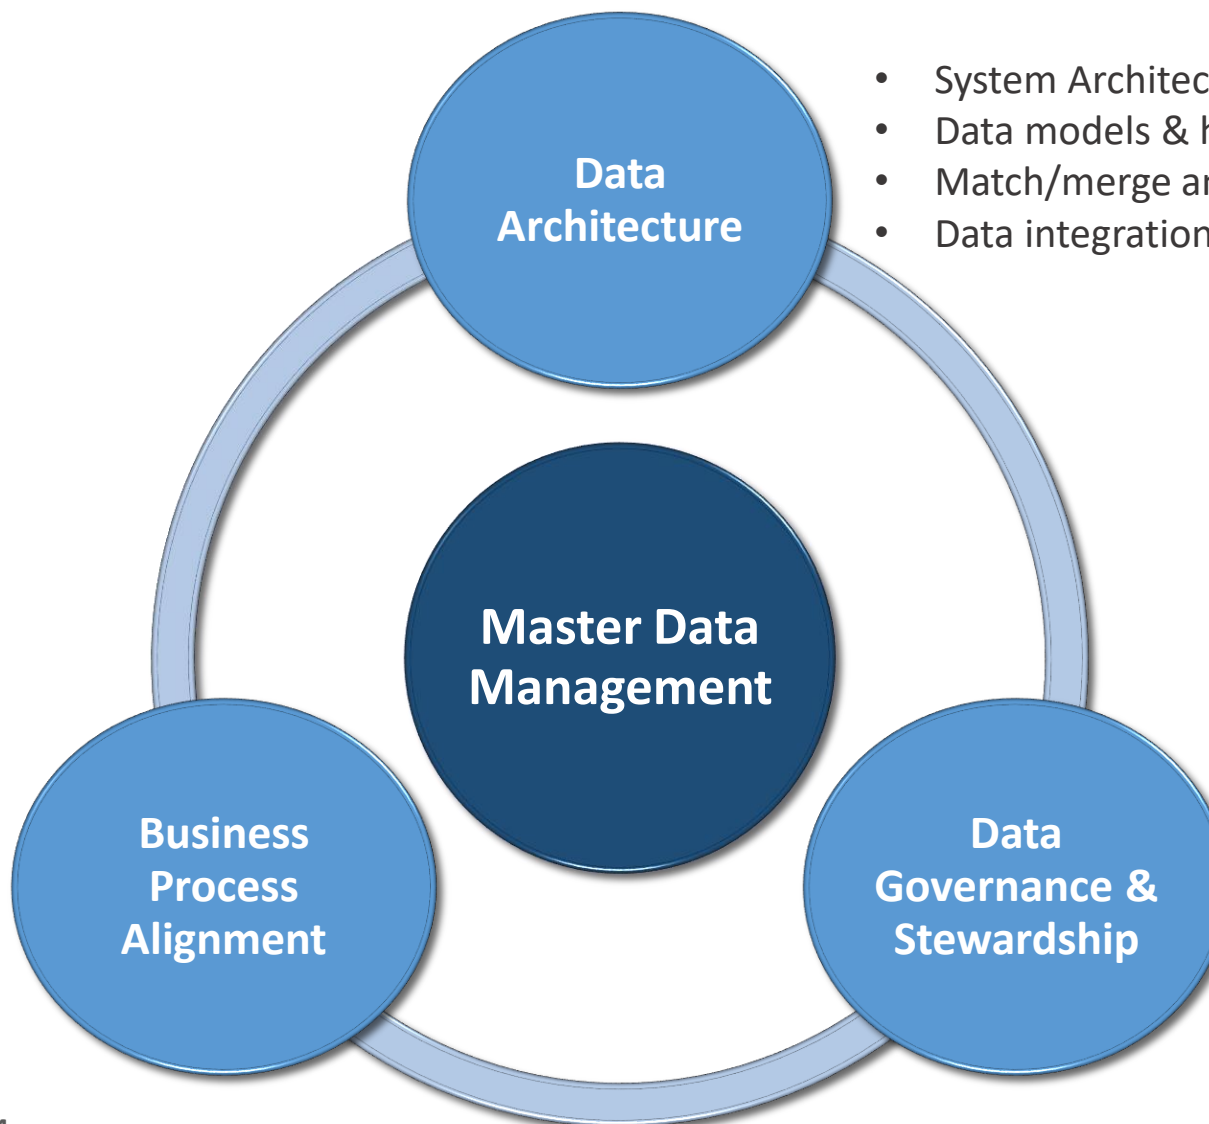 • System Architec
• Data models & h
• Match/merge ar
• Data integration
Data
Architecture
Master Data
Management
Business
Process
Alignment
Data
Governance &
Stewardship